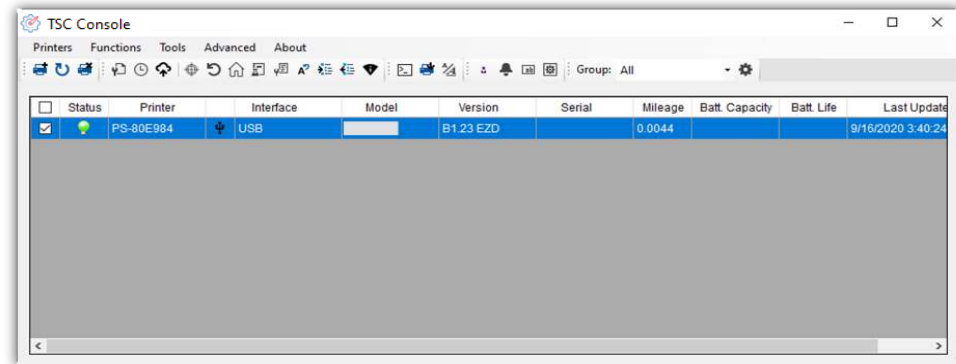 TSC Console
Printers Functions Tools Advanced About
Group: All
Status Printer Interface Model Version Serial Mileage Batt. Capacity Batt. Life Last Update
PS-80E984 USB B1.23 EZD 0.0044 9/16/2020 3:40:24